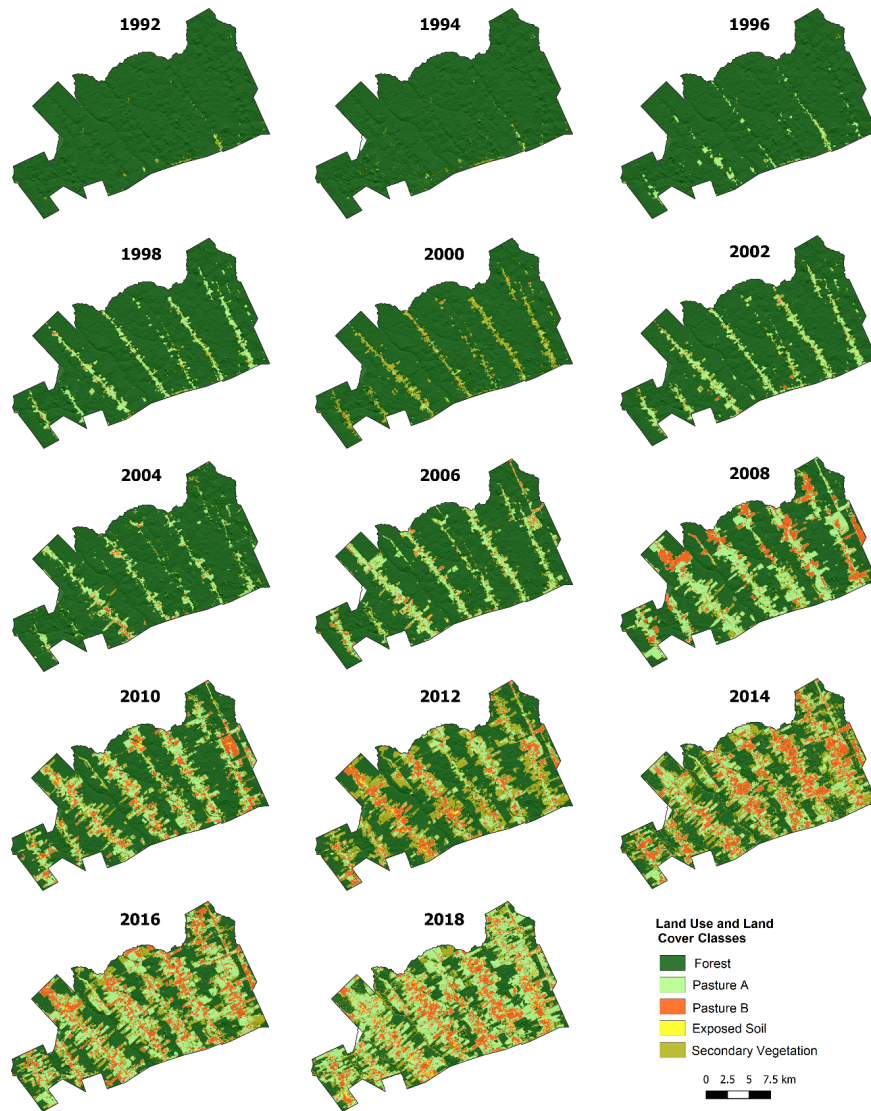 1992
1994
1996
1998
2000
2002
2004
2006
2008
2010
2012
2014
2016
2018
Land Use and Land
Cover Classes
Forest
Pasture A
Pasture B
Exposed Soil
Secondary Vegetation
0 2.5 5 7.5 km